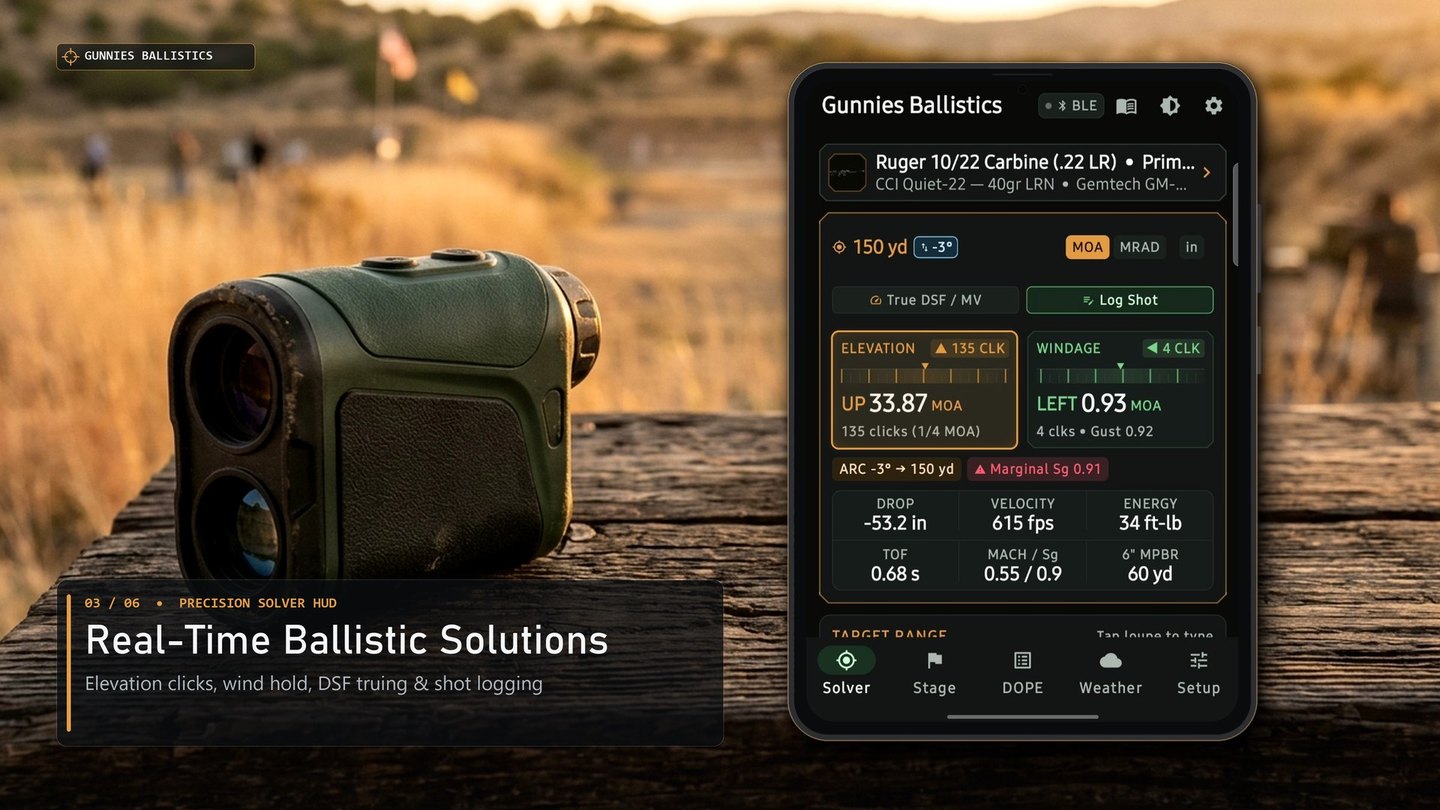 GUNNIES BALLISTICS
03 / 06 • PRECISION SOLVER HUD
Real-Time Ballistic Solutions
Elevation clicks, wind hold, DSF truing & shot logging
Gunnies Ballistics
BLE
Ruger 10/22 Carbine (.22 LR) • Prim...
CCI Quiet-22 — 40gr LRN • Gemtech GM-...
150 yd -3° MOA MRAD in
True DSF / MV Log Shot
ELEVATION ▲ 135 CLK
UP 33.87 MOA
135 clicks (1/4 MOA)
WINDAGE ◀ 4 CLK
LEFT 0.93 MOA
4 clks • Gust 0.92
ARC -3° → 150 yd Marginal Sg 0.91
DROP VELOCITY ENERGY
-53.2 in 615 fps 34 ft-lb
TOF MACH / Sg 6" MPBR
0.68 s 0.55 / 0.9 60 yd
TARGET RANGE Tap loupe to type
Solver Stage DOPE Weather Setup